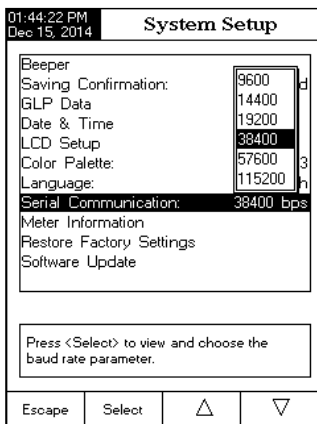 01:44:22 PM
Dec 15, 2014
System Setup
Beeper
Saving Confirmation: d
GLP Data
Date & Time
LCD Setup
Color Palette: 3
Language: h
9600
14400
19200
38400
57600
115200
Serial Communication: 38400 bps
Meter Information
Restore Factory Settings
Software Update
Press <Select> to view and choose the
baud rate parameter.
Escape Select △ ▽